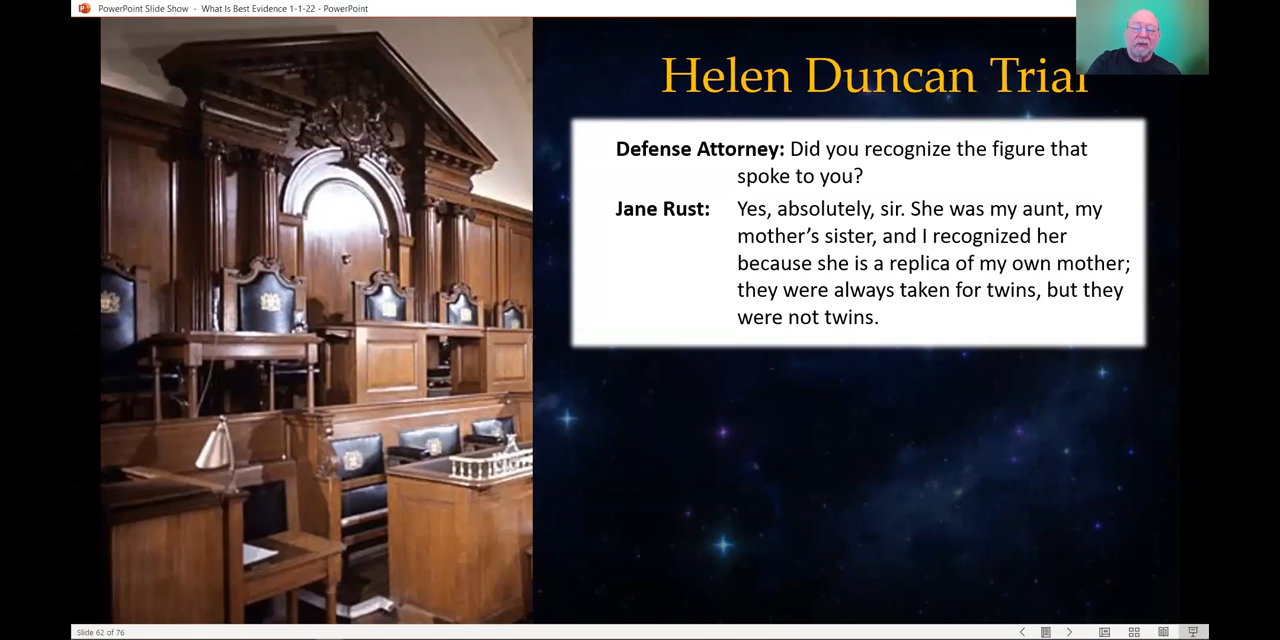 PowerPoint Slide Show - What Is Best Evidence 1-1-22 - PowerPoint
Helen Duncan Trial
Defense Attorney: Did you recognize the figure that
spoke to you?
Jane Rust: Yes, absolutely, sir. She was my aunt, my
mother’s sister, and I recognized her
because she is a replica of my own mother;
they were always taken for twins, but they
were not twins.
Slide 62 of 76